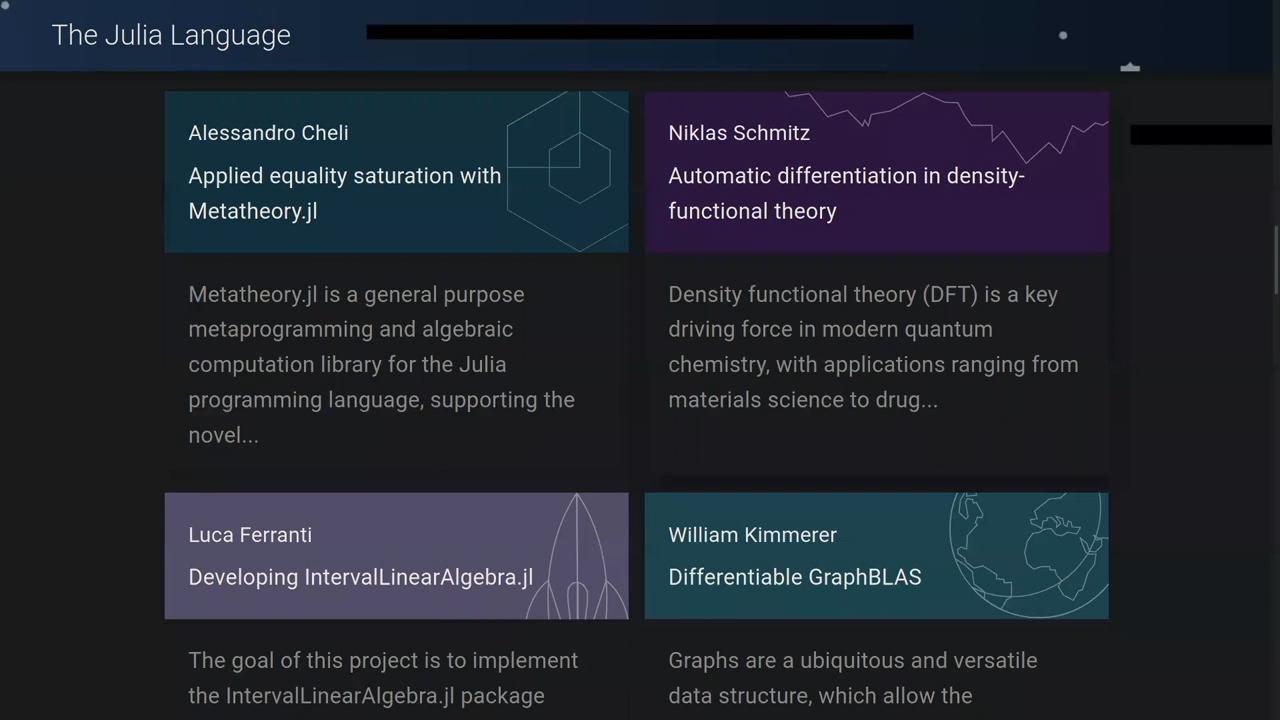 The Julia Language
Alessandro Cheli
Applied equality saturation with
Metatheory.jl
Metatheory.jl is a general purpose
metaprogramming and algebraic
computation library for the Julia
programming language, supporting the
novel...
Niklas Schmitz
Automatic differentiation in density-
functional theory
Density functional theory (DFT) is a key
driving force in modern quantum
chemistry, with applications ranging from
materials science to drug...
Luca Ferranti
Developing IntervalLinearAlgebra.jl
The goal of this project is to implement
the IntervalLinearAlgebra.jl package
William Kimmerer
Differentiable GraphBLAS
Graphs are a ubiquitous and versatile
data structure, which allow the